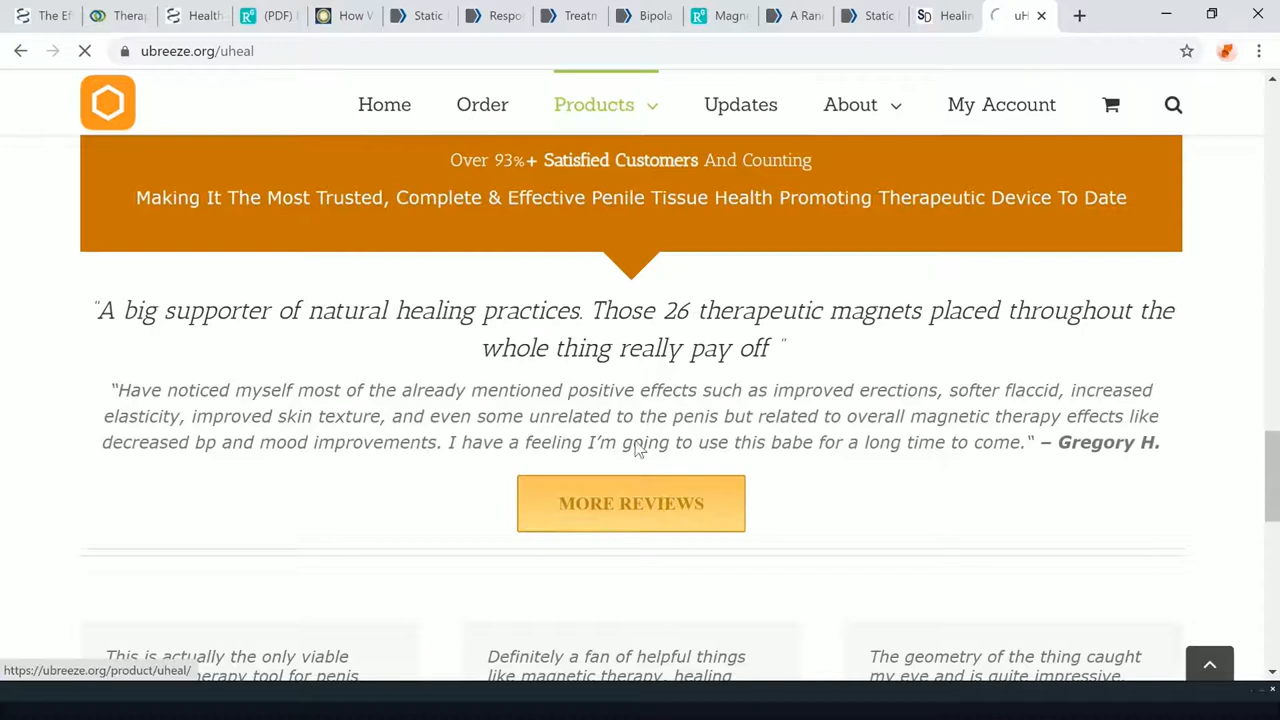 The Ef
Therap
Health
(PDF)
How V
Static
Respo
Treatm
Bipola
Magn
A Ran
Static
Healin
uH
ubreeze.org/uheal
Home Order Products Updates About My Account
Over 93%+ Satisfied Customers And Counting
Making It The Most Trusted, Complete & Effective Penile Tissue Health Promoting Therapeutic Device To Date
"A big supporter of natural healing practices. Those 26 therapeutic magnets placed throughout the
whole thing really pay off "
“Have noticed myself most of the already mentioned positive effects such as improved erections, softer flaccid, increased
elasticity, improved skin texture, and even some unrelated to the penis but related to overall magnetic therapy effects like
decreased bp and mood improvements. I have a feeling I’m going to use this babe for a long time to come.“ – Gregory H.
MORE REVIEWS
This is actually the only viable
herapy tool for penis
Definitely a fan of helpful things
like magnetic therapy, healing
The geometry of the thing caught
my eye and is quite impressive.
https://ubreeze.org/product/uheal/